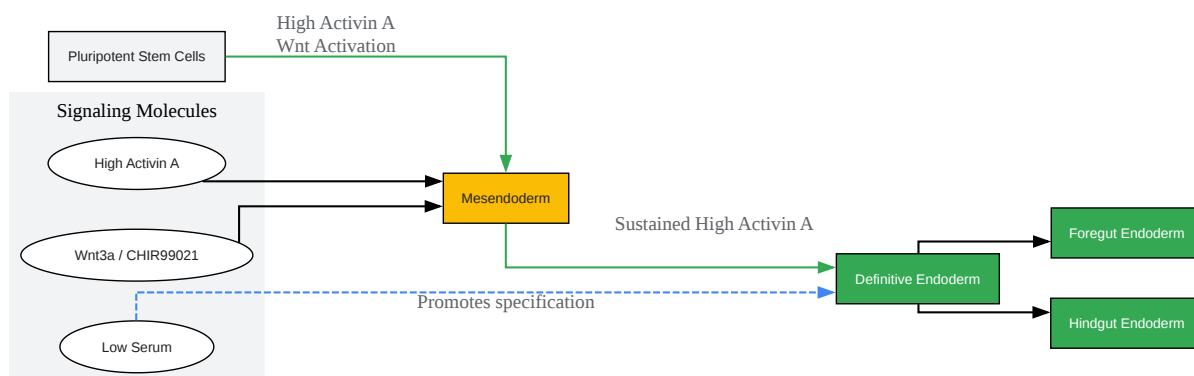 High Activin A
Wnt Activation
Pluripotent Stem Cells
Signaling Molecules
High Activin A
Mesendoderm
Sustained High Activin A
Foregut Endoderm
Wnt3a / CHIR99021
Definitive Endoderm
Promotes specification
Hindgut Endoderm
Low Serum